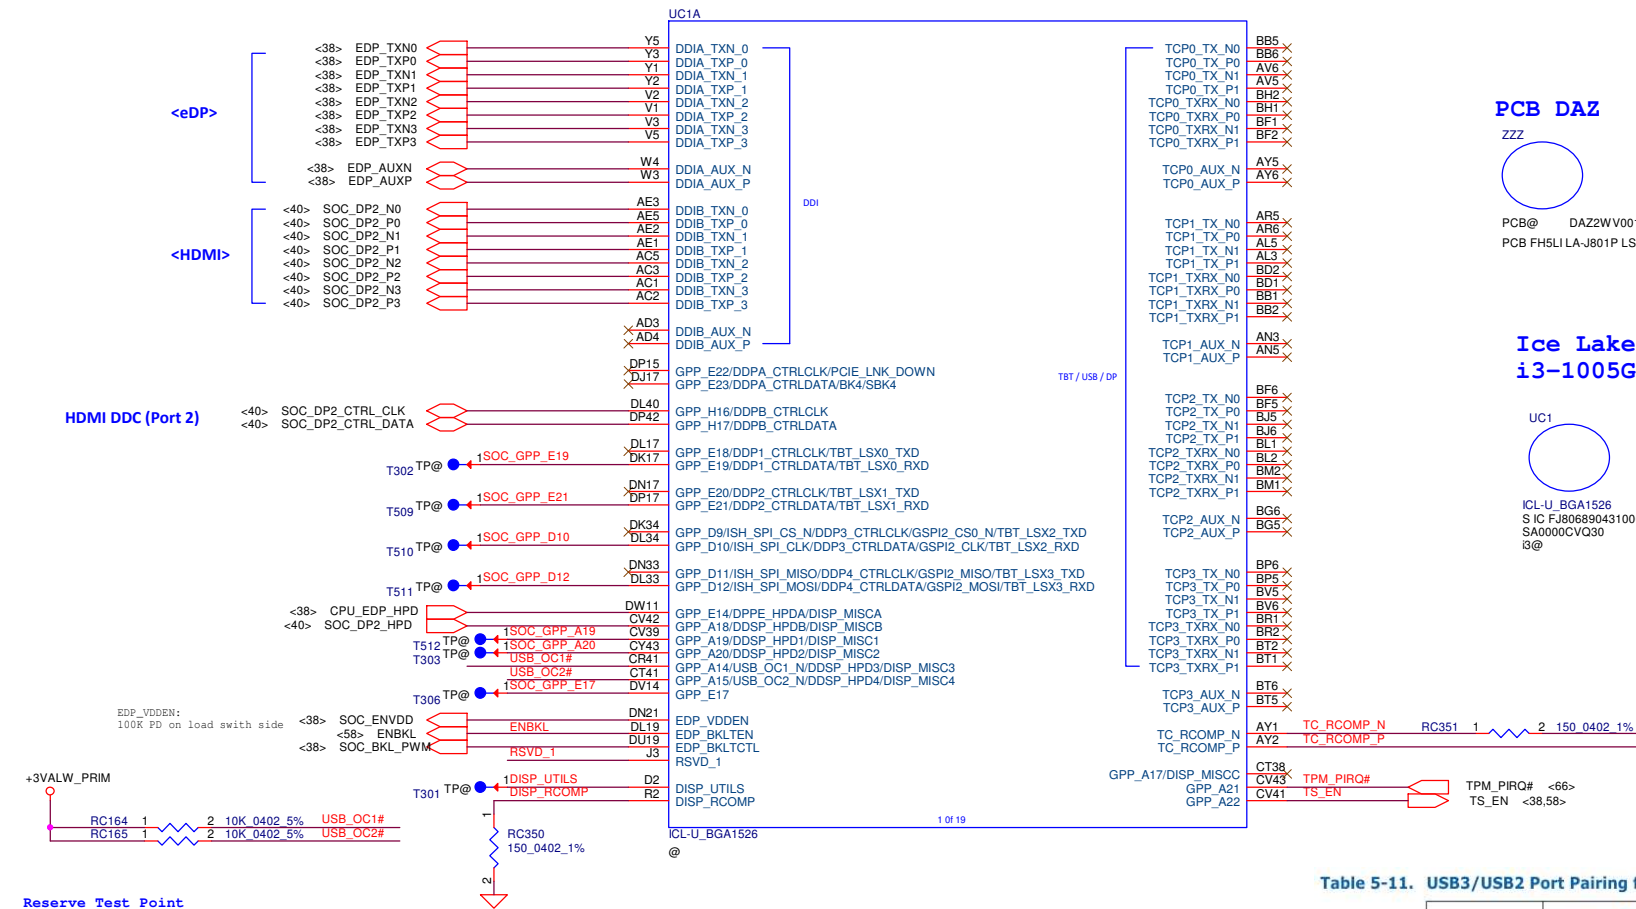 UC1A
<38> EDP_TXN0 Y5 DDIA_TXN_0
<38> EDP_TXP0 Y3 DDIA_TXP_0
<38> EDP_TXN1 Y1 DDIA_TXN_1
<38> EDP_TXP1 Y2 DDIA_TXP_1
<38> EDP_TXN2 V2 DDIA_TXN_2
<38> EDP_TXP2 V1 DDIA_TXP_2
<38> EDP_TXN3 V3 DDIA_TXN_3
<38> EDP_TXP3 V5 DDIA_TXP_3
<eDP>
<38> EDP_AUXN W4 DDIA_AUX_N
<38> EDP_AUXP W3 DDIA_AUX_P
DDI
<40> SOC_DP2_N0 AE3 DDIB_TXN_0
<40> SOC_DP2_P0 AE5 DDIB_TXP_0
<40> SOC_DP2_N1 AE2 DDIB_TXN_1
<40> SOC_DP2_P1 AE1 DDIB_TXP_1
<40> SOC_DP2_N2 AC5 DDIB_TXN_2
<40> SOC_DP2_P2 AC3 DDIB_TXP_2
<40> SOC_DP2_N3 AC1 DDIB_TXN_3
<40> SOC_DP2_P3 AC2 DDIB_TXP_3
<HDMI>
AD3 DDIB_AUX_N
AD4 DDIB_AUX_P
DP15 GPP_E22/DDPA_CTRLCLK/PCIE_LNK_DOWN
DJ17 GPP_E23/DDPA_CTRLDATA/BK4/SBK4
HDMI DDC (Port 2)
<40> SOC_DP2_CTRL_CLK DL40 GPP_H16/DDPB_CTRLCLK
<40> SOC_DP2_CTRL_DATA DP42 GPP_H17/DDPB_CTRLDATA
DL17 GPP_E18/DDP1_CTRLCLK/TBT_LSX0_TXD
T302 TP@ 1 SOC_GPP_E19 DK17 GPP_E19/DDP1_CTRLDATA/TBT_LSX0_RXD
DN17 GPP_E20/DDP2_CTRLCLK/TBT_LSX1_TXD
T509 TP@ 1 SOC_GPP_E21 DP17 GPP_E21/DDP2_CTRLDATA/TBT_LSX1_RXD
DK34 GPP_D9/ISH_SPI_CS_N/DDP3_CTRLCLK/GSPI2_CS0_N/TBT_LSX2_TXD
T510 TP@ 1 SOC_GPP_D10 DL34 GPP_D10/ISH_SPI_CLK/DDP3_CTRLDATA/GSPI2_CLK/TBT_LSX2_RXD
DN33 GPP_D11/ISH_SPI_MISO/DDP4_CTRLCLK/GSPI2_MISO/TBT_LSX3_TXD
T511 TP@ 1 SOC_GPP_D12 DL33 GPP_D12/ISH_SPI_MOSI/DDP4_CTRLDATA/GSPI2_MOSI/TBT_LSX3_RXD
<38> CPU_EDP_HPD DW11 GPP_E14/DPPE_HPDA/DISP_MISCA
<40> SOC_DP2_HPD CV42 GPP_A18/DDSP_HPDB/DISP_MISCB
T512 TP@ 1 SOC_GPP_A19 CV39 GPP_A19/DDSP_HPD1/DISP_MISC1
T303 TP@ 1 SOC_GPP_A20 CY43 GPP_A20/DDSP_HPD2/DISP_MISC2
USB_OC1# CR41 GPP_A14/USB_OC1_N/DDSP_HPD3/DISP_MISC3
USB_OC2# CT41 GPP_A15/USB_OC2_N/DDSP_HPD4/DISP_MISC4
T306 TP@ 1 SOC_GPP_E17 DV14 GPP_E17
EDP_VDDEN:
100K PD on load swith side
<38> SOC_ENVDD DN21 EDP_VDDEN
<58> ENBKL ENBKL DL19 EDP_BKLTEN
<38> SOC_BKL_PWM DU19 EDP_BKLTCTL
RSVD_1 J3 RSVD_1
T301 TP@ 1 DISP_UTILS D2 DISP_UTILS
DISP_RCOMP R2 DISP_RCOMP
1 RC350 2
150_0402_1%
+3VALW_PRIM
RC164 1 2 10K_0402_5% USB_OC1#
RC165 1 2 10K_0402_5% USB_OC2#
Reserve Test Point
1 Of 19
ICL-U_BGA1526
@
TBT / USB / DP
TCP0_TX_N0 BB5
TCP0_TX_P0 BB6
TCP0_TX_N1 AV6
TCP0_TX_P1 AV5
TCP0_TXRX_N0 BH2
TCP0_TXRX_P0 BH1
TCP0_TXRX_N1 BF1
TCP0_TXRX_P1 BF2
TCP0_AUX_N AY5
TCP0_AUX_P AY6
TCP1_TX_N0 AR5
TCP1_TX_P0 AR6
TCP1_TX_N1 AL5
TCP1_TX_P1 AL3
TCP1_TXRX_N0 BD2
TCP1_TXRX_P0 BD1
TCP1_TXRX_N1 BB1
TCP1_TXRX_P1 BB2
TCP1_AUX_N AN3
TCP1_AUX_P AN5
TCP2_TX_N0 BF6
TCP2_TX_P0 BF5
TCP2_TX_N1 BJ5
TCP2_TX_P1 BJ6
TCP2_TXRX_N0 BL1
TCP2_TXRX_P0 BL2
TCP2_TXRX_N1 BM2
TCP2_TXRX_P1 BM1
TCP2_AUX_N BG6
TCP2_AUX_P BG5
TCP3_TX_N0 BP6
TCP3_TX_P0 BP5
TCP3_TX_N1 BV5
TCP3_TX_P1 BV6
TCP3_TXRX_N0 BR1
TCP3_TXRX_P0 BR2
TCP3_TXRX_N1 BT2
TCP3_TXRX_P1 BT1
TCP3_AUX_N BT6
TCP3_AUX_P BT5
TC_RCOMP_N AY1 TC_RCOMP_N RC351 1 2 150_0402_1%
TC_RCOMP_P AY2 TC_RCOMP_P
GPP_A17/DISP_MISCC CT38
GPP_A21 CV43 TPM_PIRQ# TPM_PIRQ# <66>
GPP_A22 CV41 TS_EN TS_EN <38,58>
PCB DAZ
ZZZ
PCB@ DAZ2WV001
PCB FH5LI LA-J801P LS
Ice Lake
i3-1005G
UC1
ICL-U_BGA1526
S IC FJ80689043100
SA0000CVQ30
i3@
Table 5-11. USB3/USB2 Port Pairing f